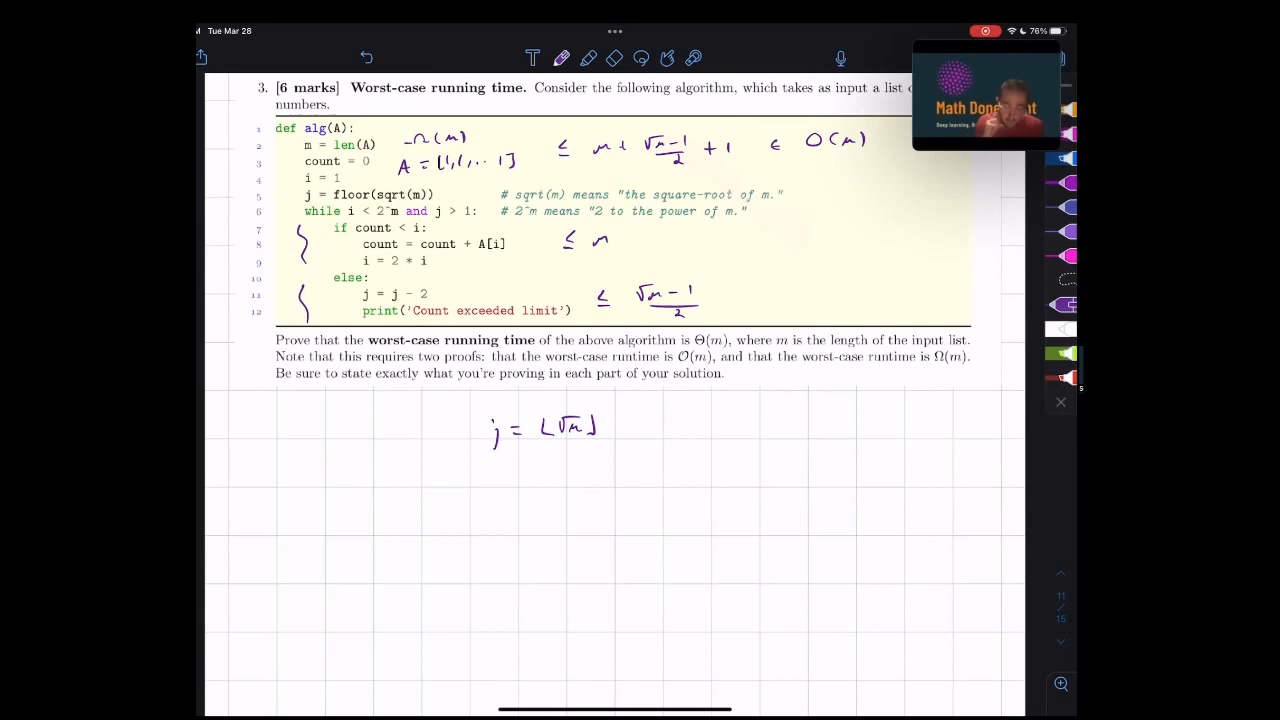 Tue Mar 28
76%
3. [6 marks] Worst-case running time. Consider the following algorithm, which takes as input a list
numbers.
1 def alg(A):
2 m = len(A)
Ω(m)
3 count = 0
A = [1,1,...1]
≤ m + √m - 1 / 2 + 1 ∈ O(m)
4 i = 1
5 j = floor(sqrt(m)) # sqrt(m) means "the square-root of m."
6 while i < 2^m and j > 1: # 2^m means "2 to the power of m."
7 if count < i:
8 count = count + A[i]
≤ m
9 i = 2 * i
10 else:
11 j = j - 2
≤ √m - 1 / 2
12 print('Count exceeded limit')
Prove that the worst-case running time of the above algorithm is Θ(m), where m is the length of the input list.
Note that this requires two proofs: that the worst-case runtime is O(m), and that the worst-case runtime is Ω(m).
Be sure to state exactly what you're proving in each part of your solution.
j = ⌊√m⌋
Deep learning.
11
/
15